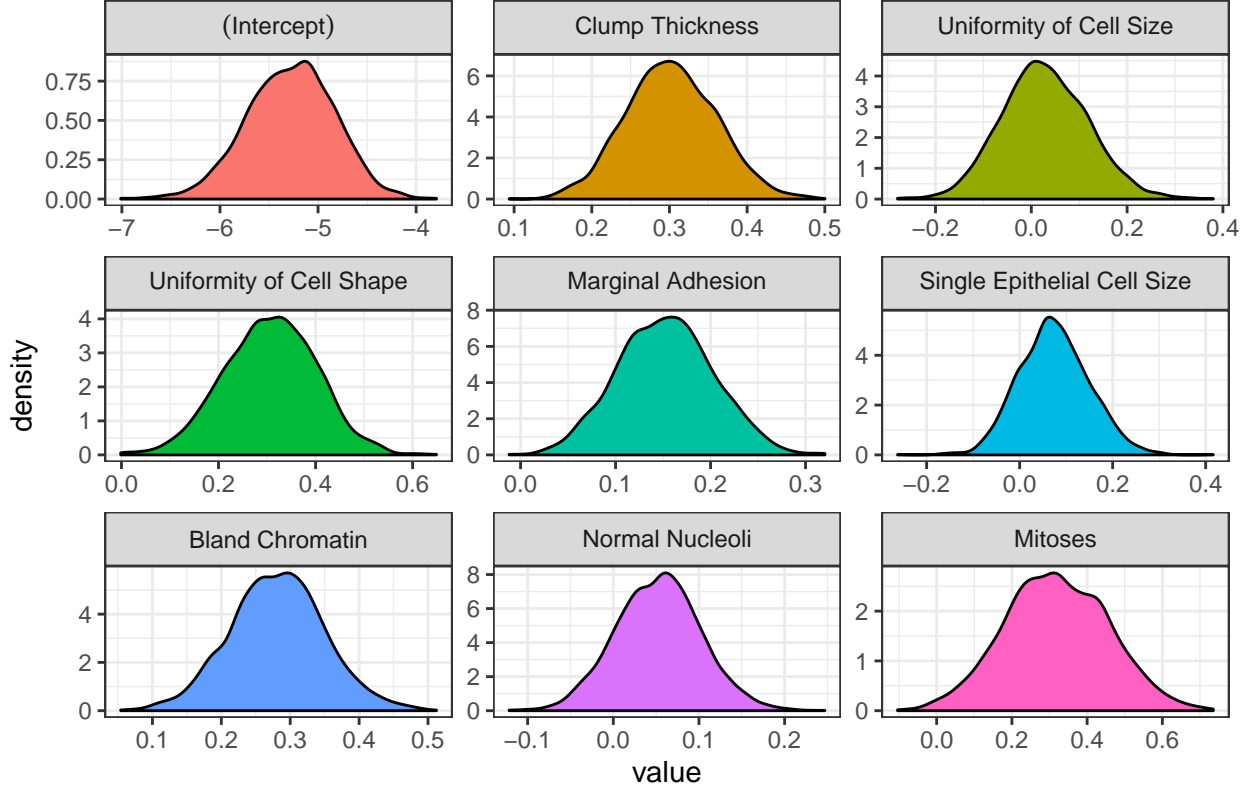 (Intercept)
Clump Thickness
Uniformity of Cell Size
0.75
0.50
0.25
0.00
−7 −6 −5 −4
6
4
2
0
0.1 0.2 0.3 0.4 0.5
4
3
2
1
0
−0.2 0.0 0.2 0.4
Uniformity of Cell Shape
Marginal Adhesion
Single Epithelial Cell Size
density
4
3
2
1
0
0.0 0.2 0.4 0.6
8
6
4
2
0
0.0 0.1 0.2 0.3
4
2
0
−0.2 0.0 0.2 0.4
Bland Chromatin
Normal Nucleoli
Mitoses
4
2
0
0.1 0.2 0.3 0.4 0.5
8
6
4
2
0
−0.1 0.0 0.1 0.2
2
1
0
0.0 0.2 0.4 0.6
value